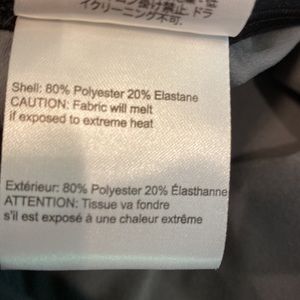 イクリーニング不可.
Shell: 80% Polyester 20% Elastane
CAUTION: Fabric will melt
if exposed to extreme heat
Extérieur: 80% Polyester 20% Élasthanne
ATTENTION: Tissue va fondre
s'il est exposé à une chaleur extrême